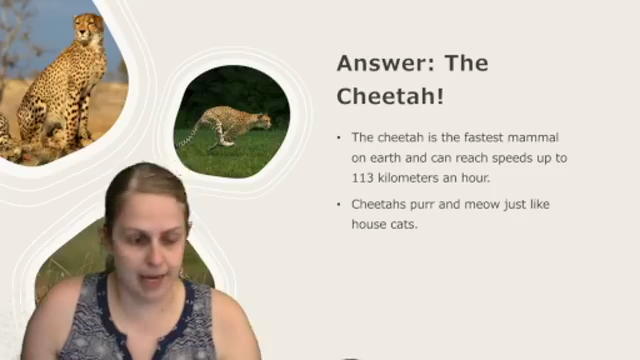 Answer: The
Cheetah!
• The cheetah is the fastest mammal
on earth and can reach speeds up to
113 kilometers an hour.
• Cheetahs purr and meow just like
house cats.